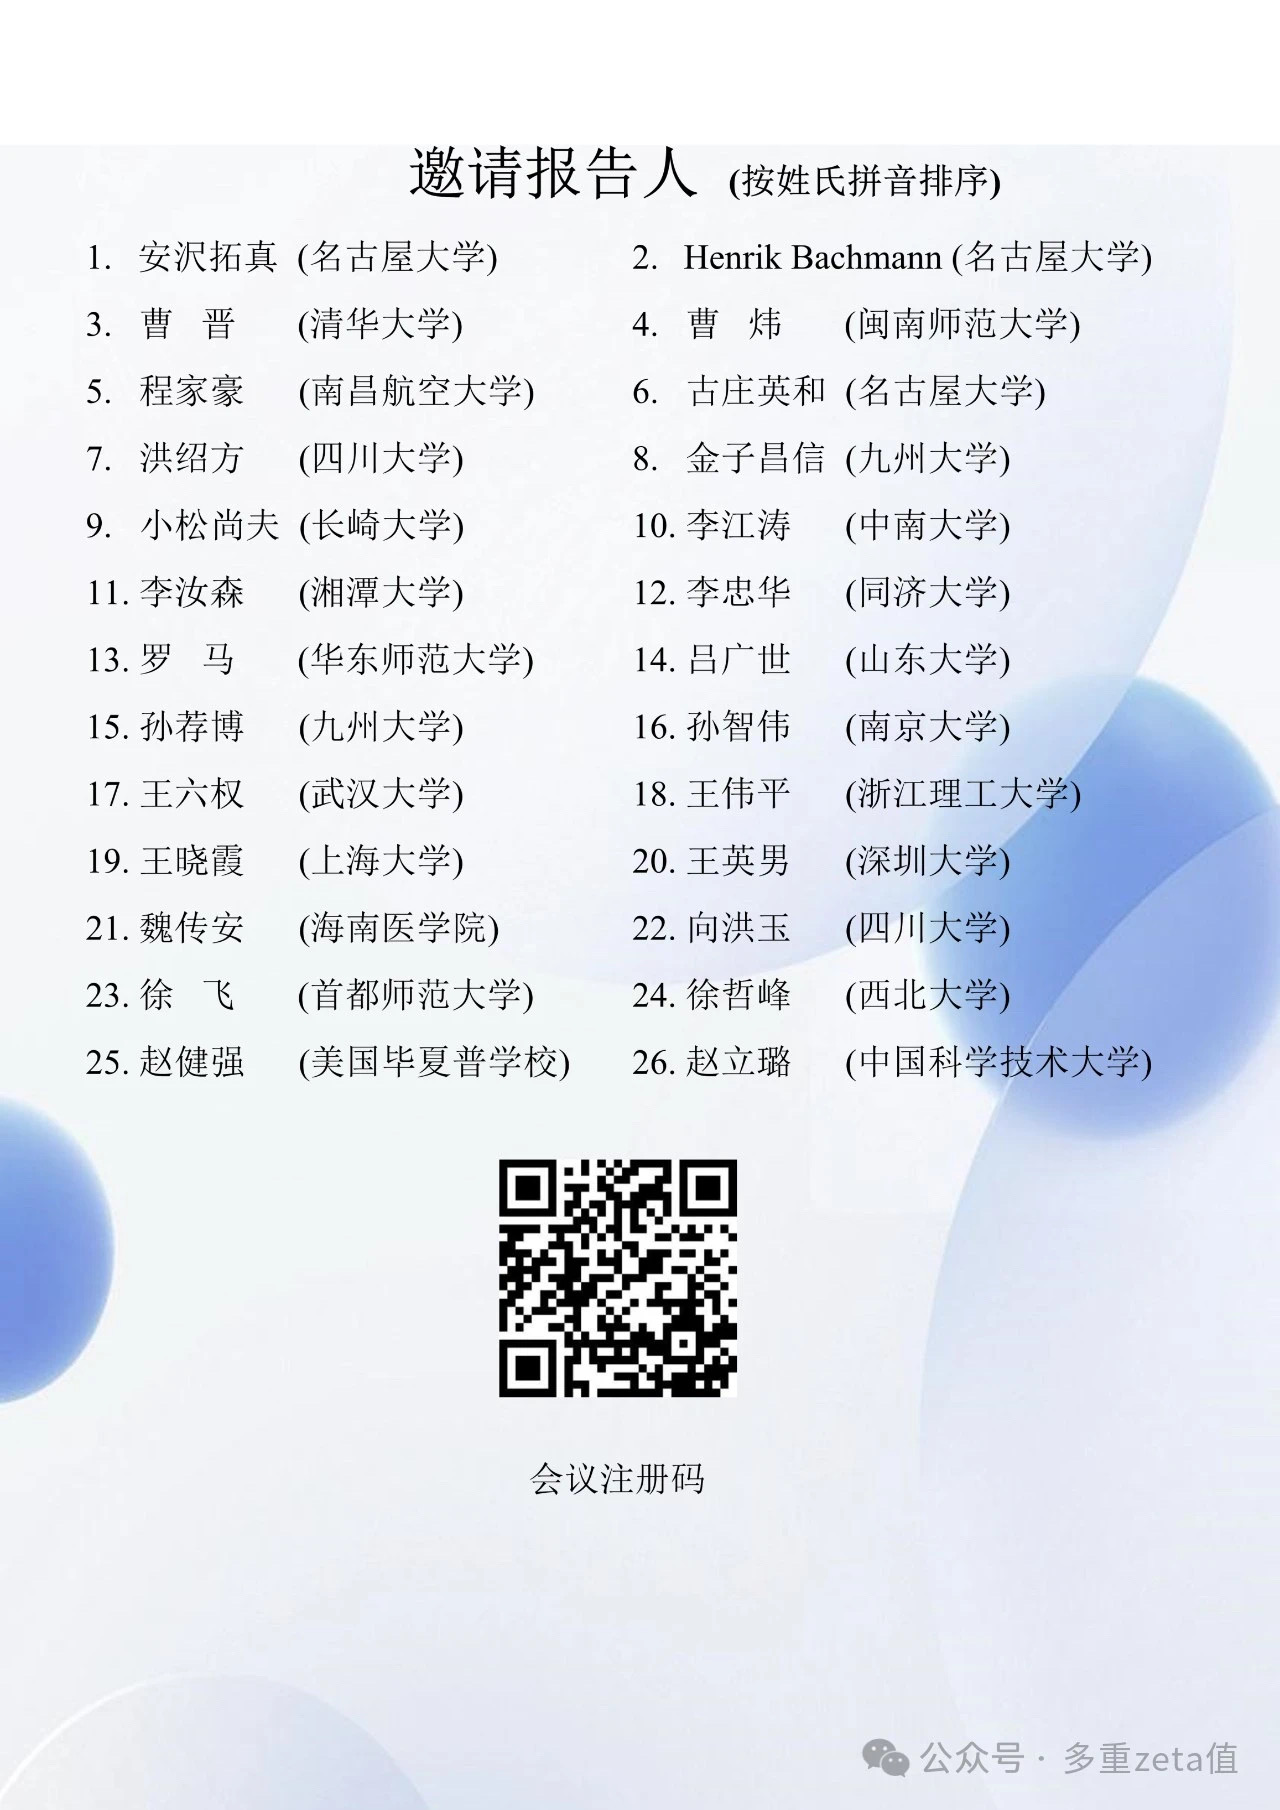 邀请报告人 (按姓氏拼音排序)
1. 安沢拓真 (名古屋大学) 2. Henrik Bachmann (名古屋大学)
3. 曹 晋 (清华大学) 4. 曹 炜 (闽南师范大学)
5. 程家豪 (南昌航空大学) 6. 古庄英和 (名古屋大学)
7. 洪绍方 (四川大学) 8. 金子昌信 (九州大学)
9. 小松尚夫 (长崎大学) 10. 李江涛 (中南大学)
11. 李汝森 (湘潭大学) 12. 李忠华 (同济大学)
13. 罗 马 (华东师范大学) 14. 吕广世 (山东大学)
15. 孙荐博 (九州大学) 16. 孙智伟 (南京大学)
17. 王六权 (武汉大学) 18. 王伟平 (浙江理工大学)
19. 王晓霞 (上海大学) 20. 王英男 (深圳大学)
21. 魏传安 (海南医学院) 22. 向洪玉 (四川大学)
23. 徐 飞 (首都师范大学) 24. 徐哲峰 (西北大学)
25. 赵健强 (美国毕夏普学校) 26. 赵立璐 (中国科学技术大学)
会议注册码
公众号 · 多重zeta值